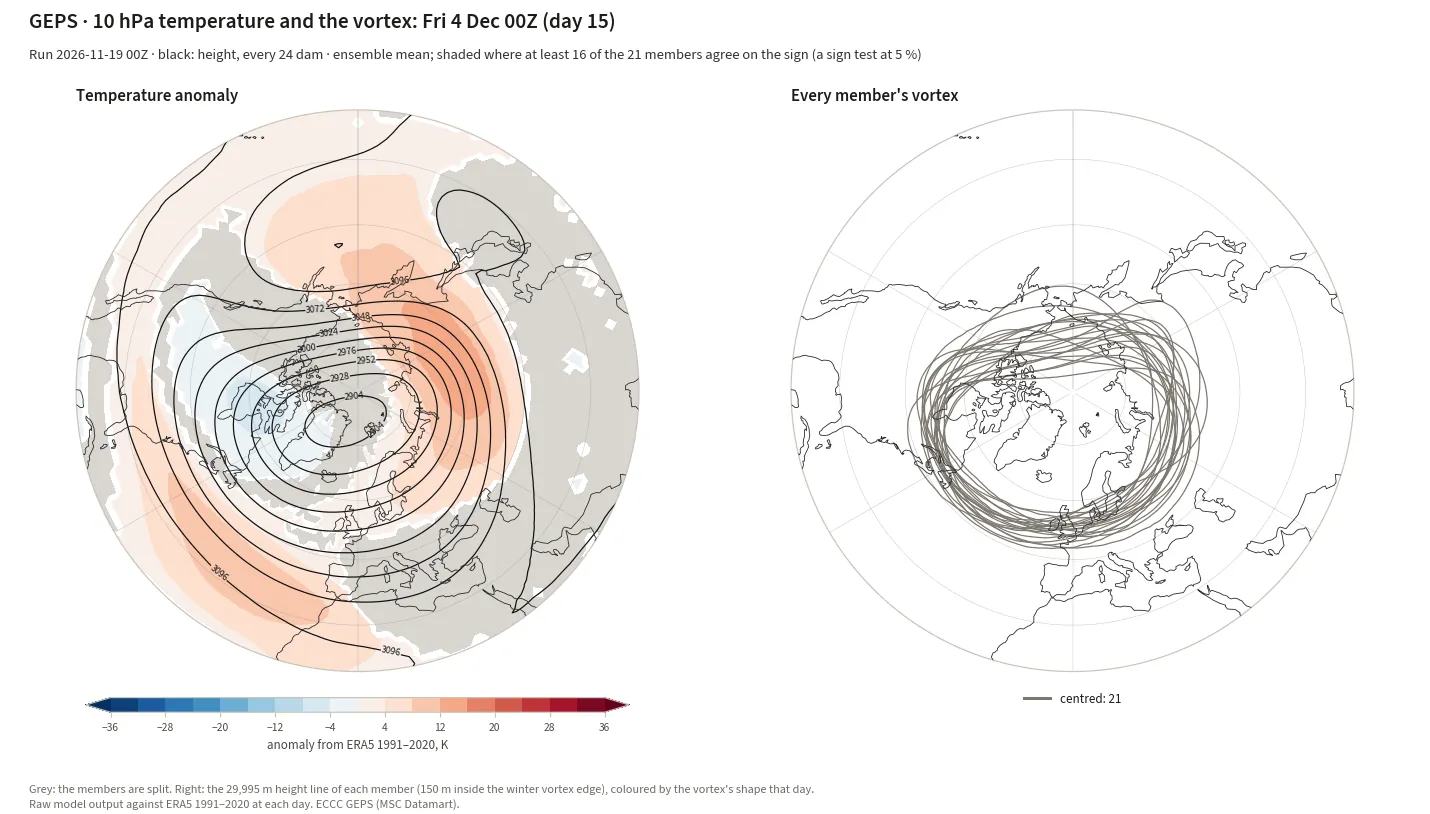 GEPS · 10 hPa temperature and the vortex: Fri 4 Dec 00Z (day 15)
Run 2026-11-19 00Z · black: height, every 24 dam · ensemble mean; shaded where at least 16 of the 21 members agree on the sign (a sign test at 5 %)
Temperature anomaly
Every member's vortex
3096
3072
3048
3024
3000
2976
2952
2928
2904
3096
3096
centred: 21
−36 −28 −20 −12 −4 4 12 20 28 36
anomaly from ERA5 1991–2020, K
Grey: the members are split. Right: the 29,995 m height line of each member (150 m inside the winter vortex edge), coloured by the vortex's shape that day.
Raw model output against ERA5 1991–2020 at each day. ECCC GEPS (MSC Datamart).